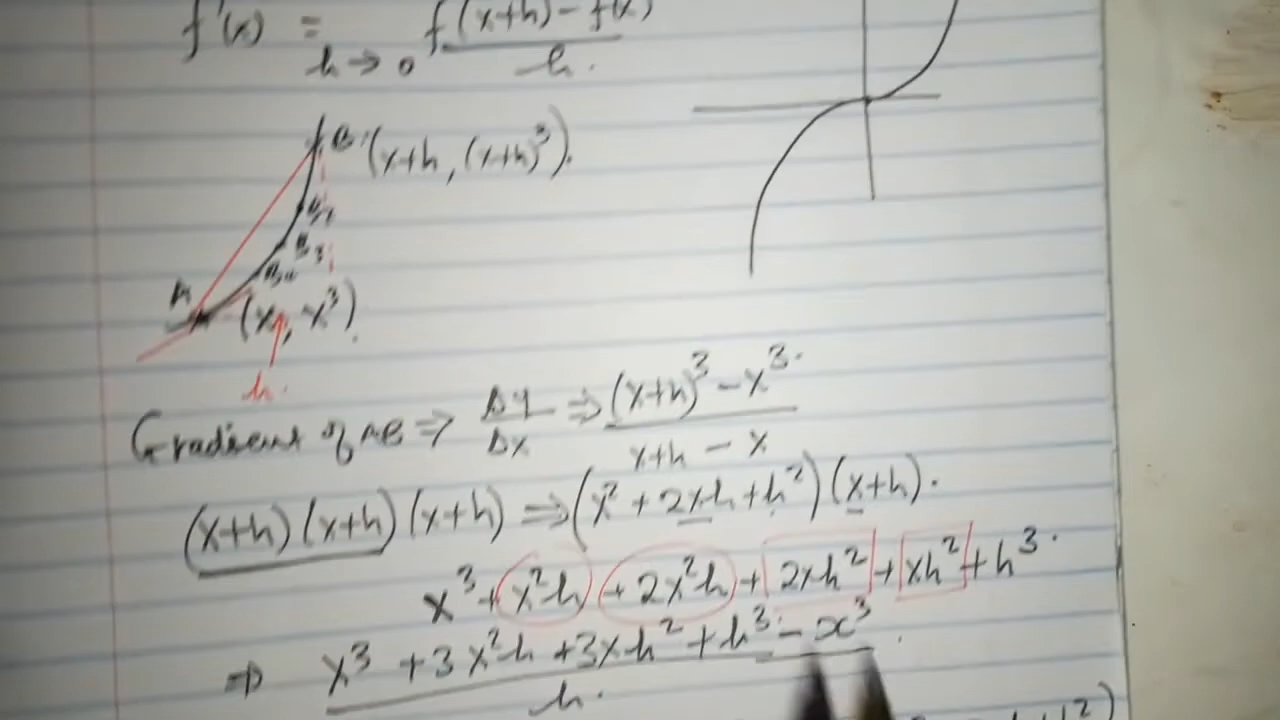 f'(x) = f(x+h) - f(x)
h → 0 h.
B (x+h, (x+h)³).
A (x, x³).
h.
Gradient of AB ⇒ Δy/Δx ⇒ (x+h)³ - x³.
x+h - x
(x+h)(x+h)(x+h) ⇒ (x² + 2xh + h²)(x+h).
x³ + x²h + 2x²h + 2xh² + xh² + h³.
⇒ x³ + 3x²h + 3xh² + h³ - x³.
h.